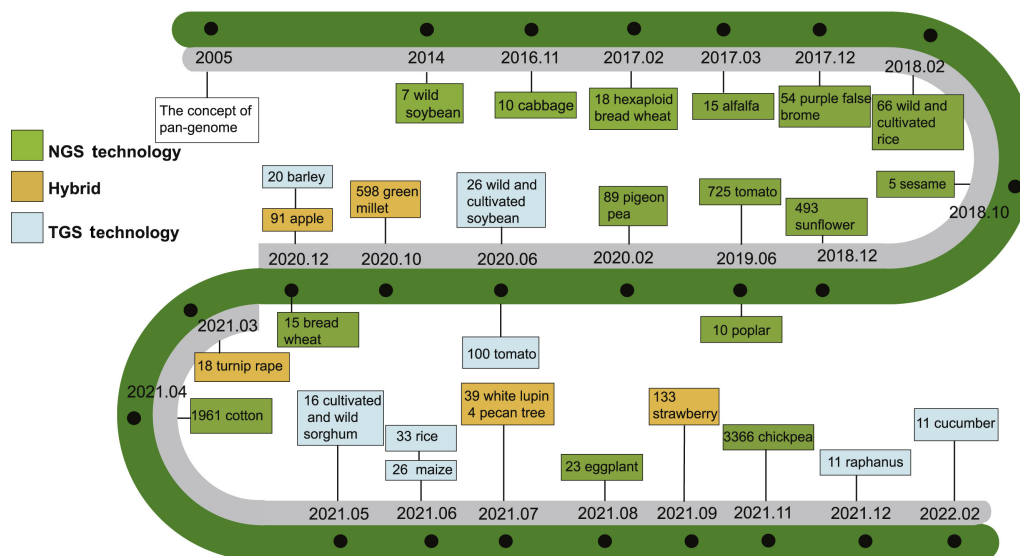 2005
2014
2016.11
2017.02
2017.03
2017.12
2018.02
The concept of
pan-genome
7 wild
soybean
10 cabbage
18 hexaploid
bread wheat
15 alfalfa
54 purple false
brome
66 wild and
cultivated
rice
NGS technology
Hybrid
TGS technology
20 barley
91 apple
598 green
millet
26 wild and
cultivated
soybean
89 pigeon
pea
725 tomato
493
sunflower
5 sesame
2018.10
2020.12
2020.10
2020.06
2020.02
2019.06
2018.12
15 bread
wheat
100 tomato
10 poplar
2021.03
18 turnip rape
2021.04
1961 cotton
16 cultivated
and wild
sorghum
33 rice
26 maize
39 white lupin
4 pecan tree
23 eggplant
133
strawberry
3366 chickpea
11 raphanus
11 cucumber
2021.05
2021.06
2021.07
2021.08
2021.09
2021.11
2021.12
2022.02